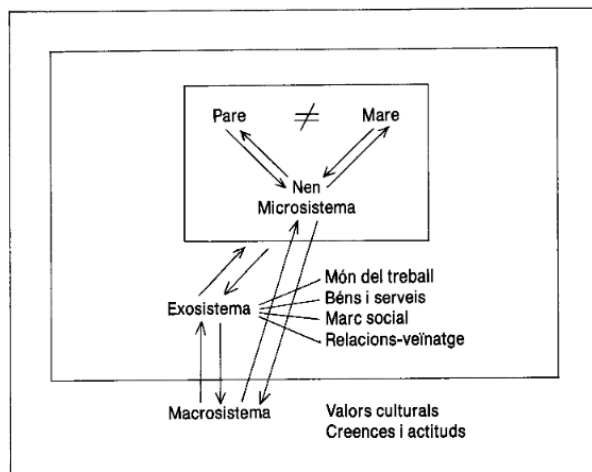 Pare ≠ Mare
Nen
Microsistema
Món del treball
Béns i serveis
Exosistema
Marc social
Relacions-veïnatge
Macrosistema
Valors culturals
Creences i actituds